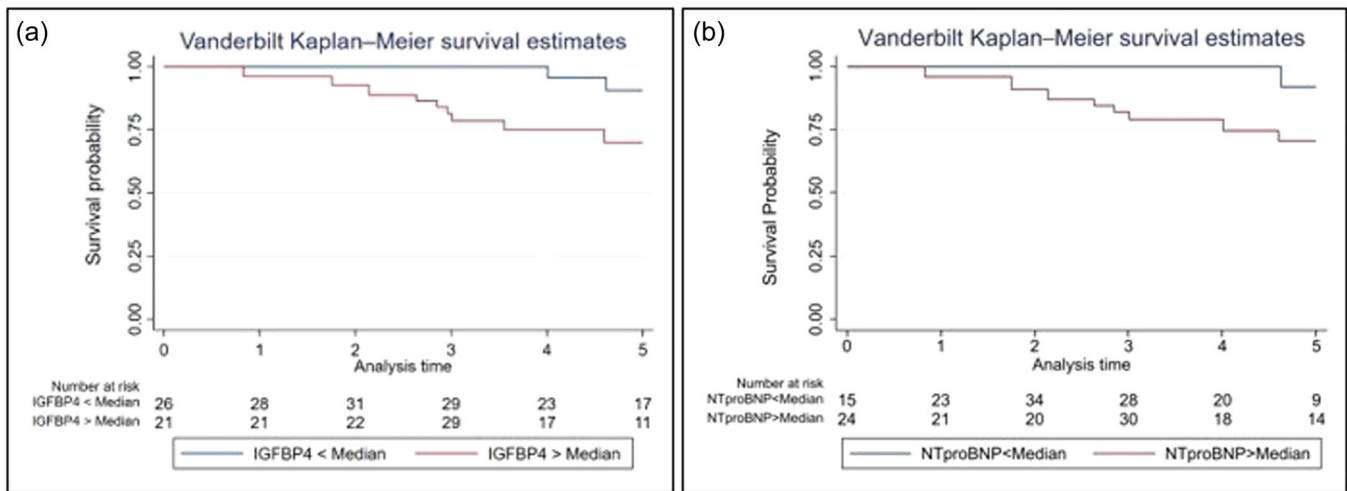 (a)
Vanderbilt Kaplan–Meier survival estimates
Survival probability
1.00
0.75
0.50
0.25
0.00
0 1 2 3 4 5
Analysis time
Number at risk
IGFBP4 < Median 26 28 31 29 23 17
IGFBP4 > Median 21 21 22 29 17 11
IGFBP4 < Median IGFBP4 > Median
(b)
Vanderbilt Kaplan–Meier survival estimates
Survival Probability
1.00
0.75
0.50
0.25
0.00
0 1 2 3 4 5
Analysis time
Number at risk
NTproBNP<Median 15 23 34 28 20 9
NTproBNP>Median 24 21 20 30 18 14
NTproBNP<Median NTproBNP>Median